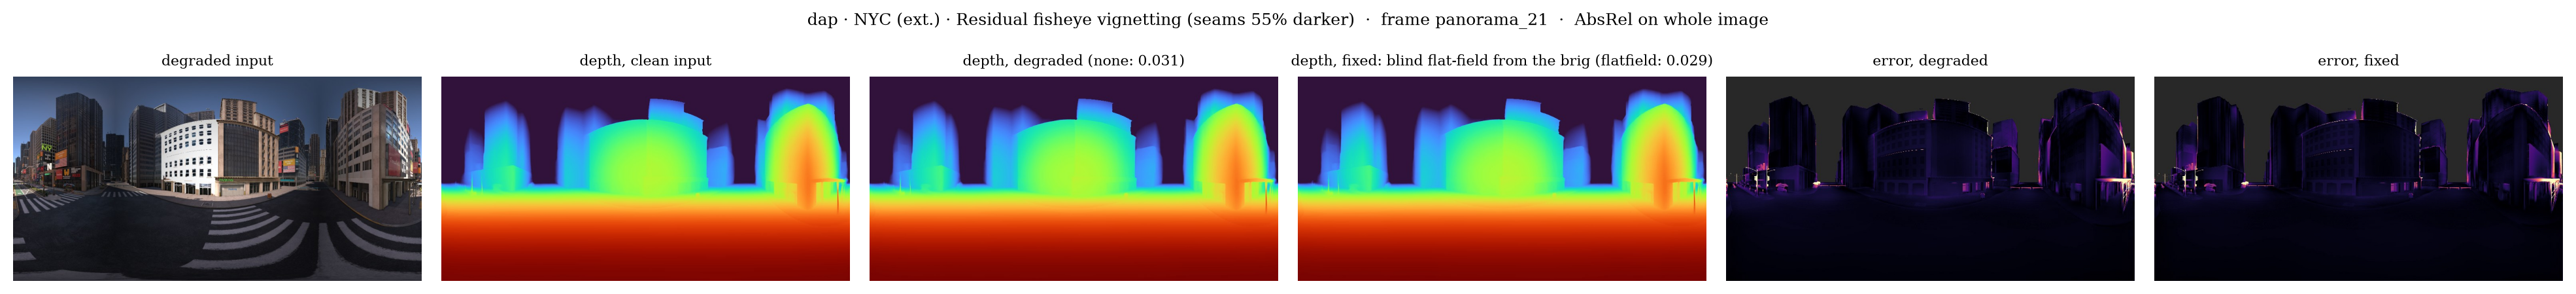 dap · NYC (ext.) · Residual fisheye vignetting (seams 55% darker) · frame panorama_21 · AbsRel on whole image
degraded input
depth, clean input
depth, degraded (none: 0.031)
depth, fixed: blind flat-field from the brig (flatfield: 0.029)
error, degraded
error, fixed